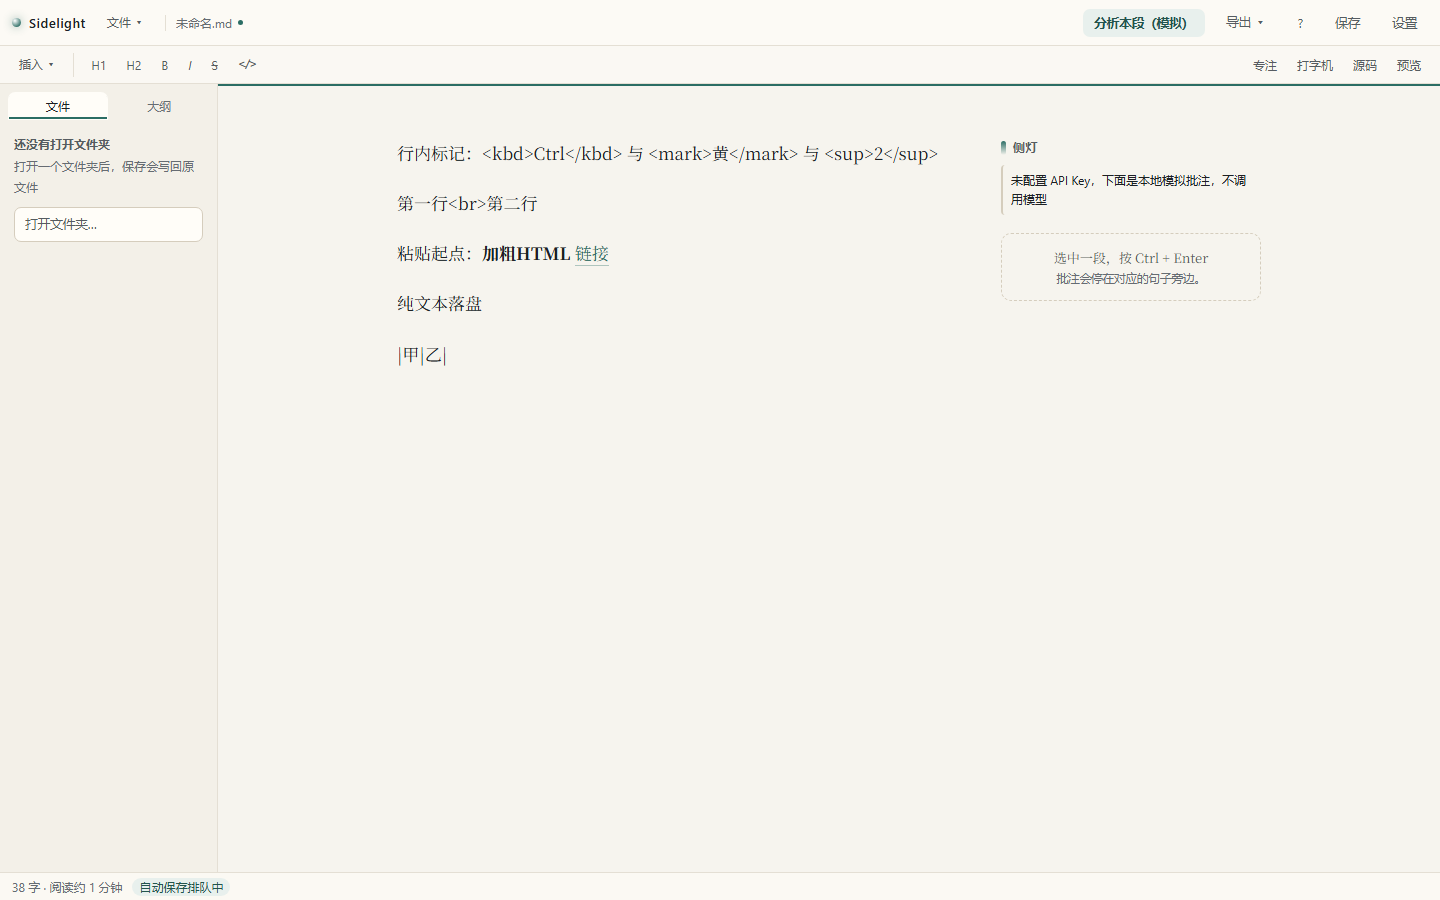 Sidelight 文件 未命名.md 分析本段（模拟） 导出 ? 保存 设置
插入 H1 H2 B I S </> 专注 打字机 源码 预览
文件 大纲
还没有打开文件夹
打开一个文件夹后，保存会写回原
文件
打开文件夹...
行内标记：<kbd>Ctrl</kbd> 与 <mark>黄</mark> 与 <sup>2</sup>
第一行<br>第二行
粘贴起点：加粗HTML 链接
纯文本落盘
|甲|乙|
侧灯
未配置 API Key，下面是本地模拟批注，不调
用模型
选中一段，按 Ctrl + Enter
批注会停在对应的句子旁边。
38 字 · 阅读约 1 分钟 自动保存排队中